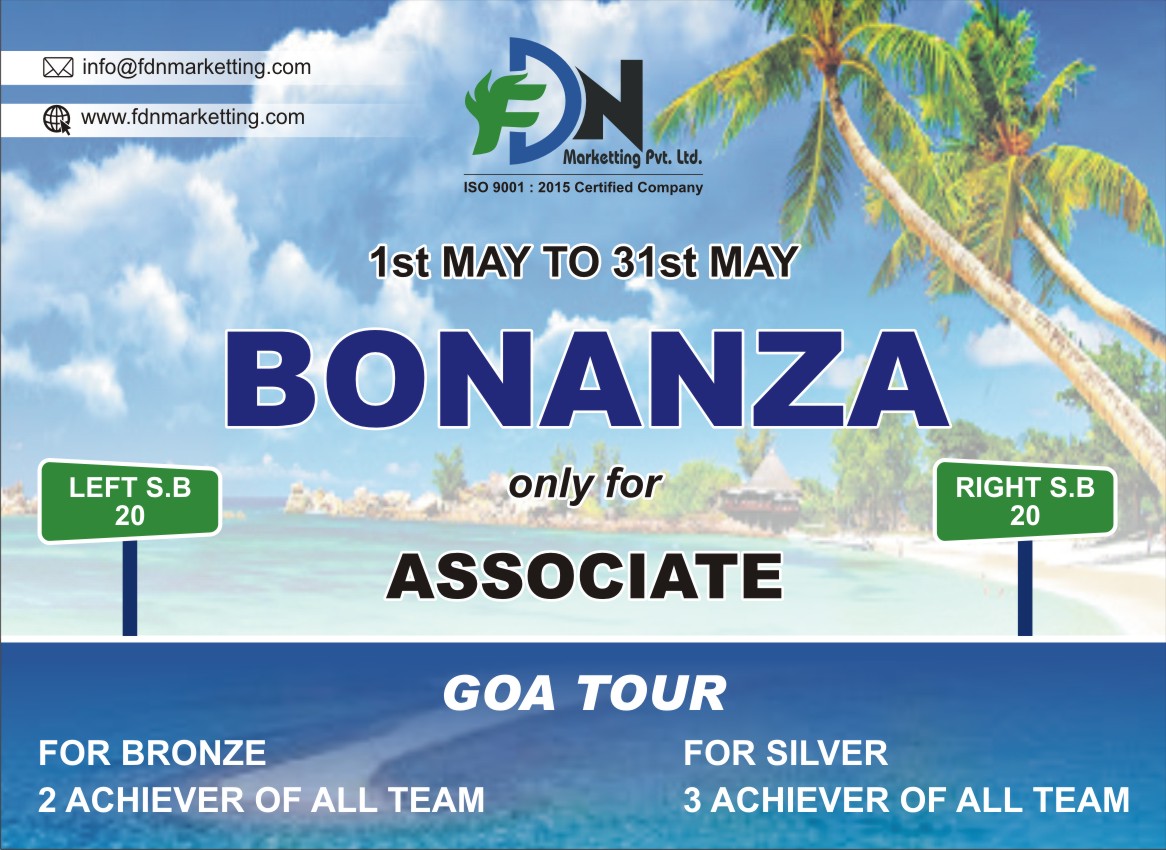 info@fdnmarketting.com
www.fdnmarketting.com
FDN
Marketting Pvt. Ltd.
ISO 9001 : 2015 Certified Company
1st MAY TO 31st MAY
BONANZA
only for
ASSOCIATE
LEFT S.B
20
RIGHT S.B
20
GOA TOUR
FOR BRONZE
2 ACHIEVER OF ALL TEAM
FOR SILVER
3 ACHIEVER OF ALL TEAM